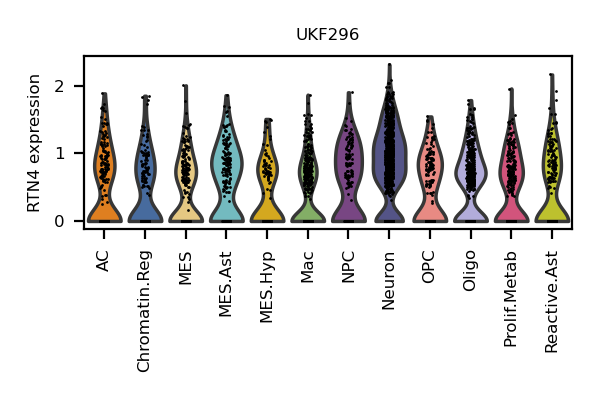 UKF296
RTN4 expression
2
1
0
AC
Chromatin.Reg
MES
MES.Ast
MES.Hyp
Mac
NPC
Neuron
OPC
Oligo
Prolif.Metab
Reactive.Ast